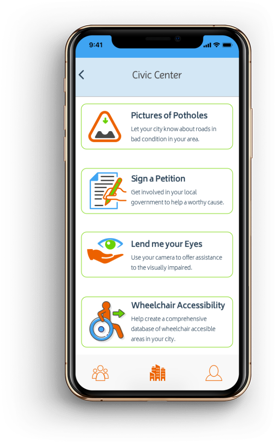 9:41
Civic Center
Pictures of Potholes
Let your city know about roads in
bad condition in your area.
Sign a Petition
Get involved in your local
government to help a worthy cause.
Lend me your Eyes
Use your camera to offer assistance
to the visually impaired.
Wheelchair Accessibility
Help create a comprehensive
database of wheelchair accesible
areas in your city.